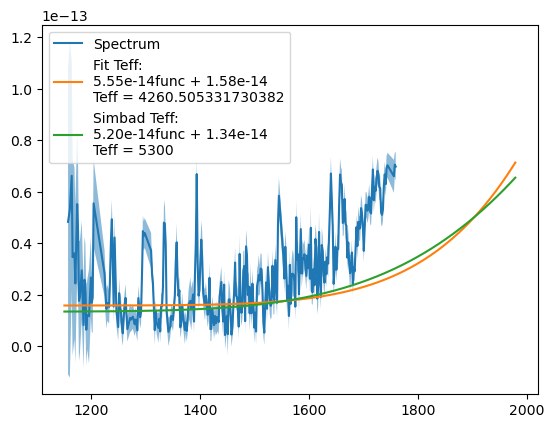 1e−13
1.2
1.0
0.8
0.6
0.4
0.2
0.0
Spectrum
Fit Teff:
5.55e-14func + 1.58e-14
Teff = 4260.505331730382
Simbad Teff:
5.20e-14func + 1.34e-14
Teff = 5300
1200 1400 1600 1800 2000